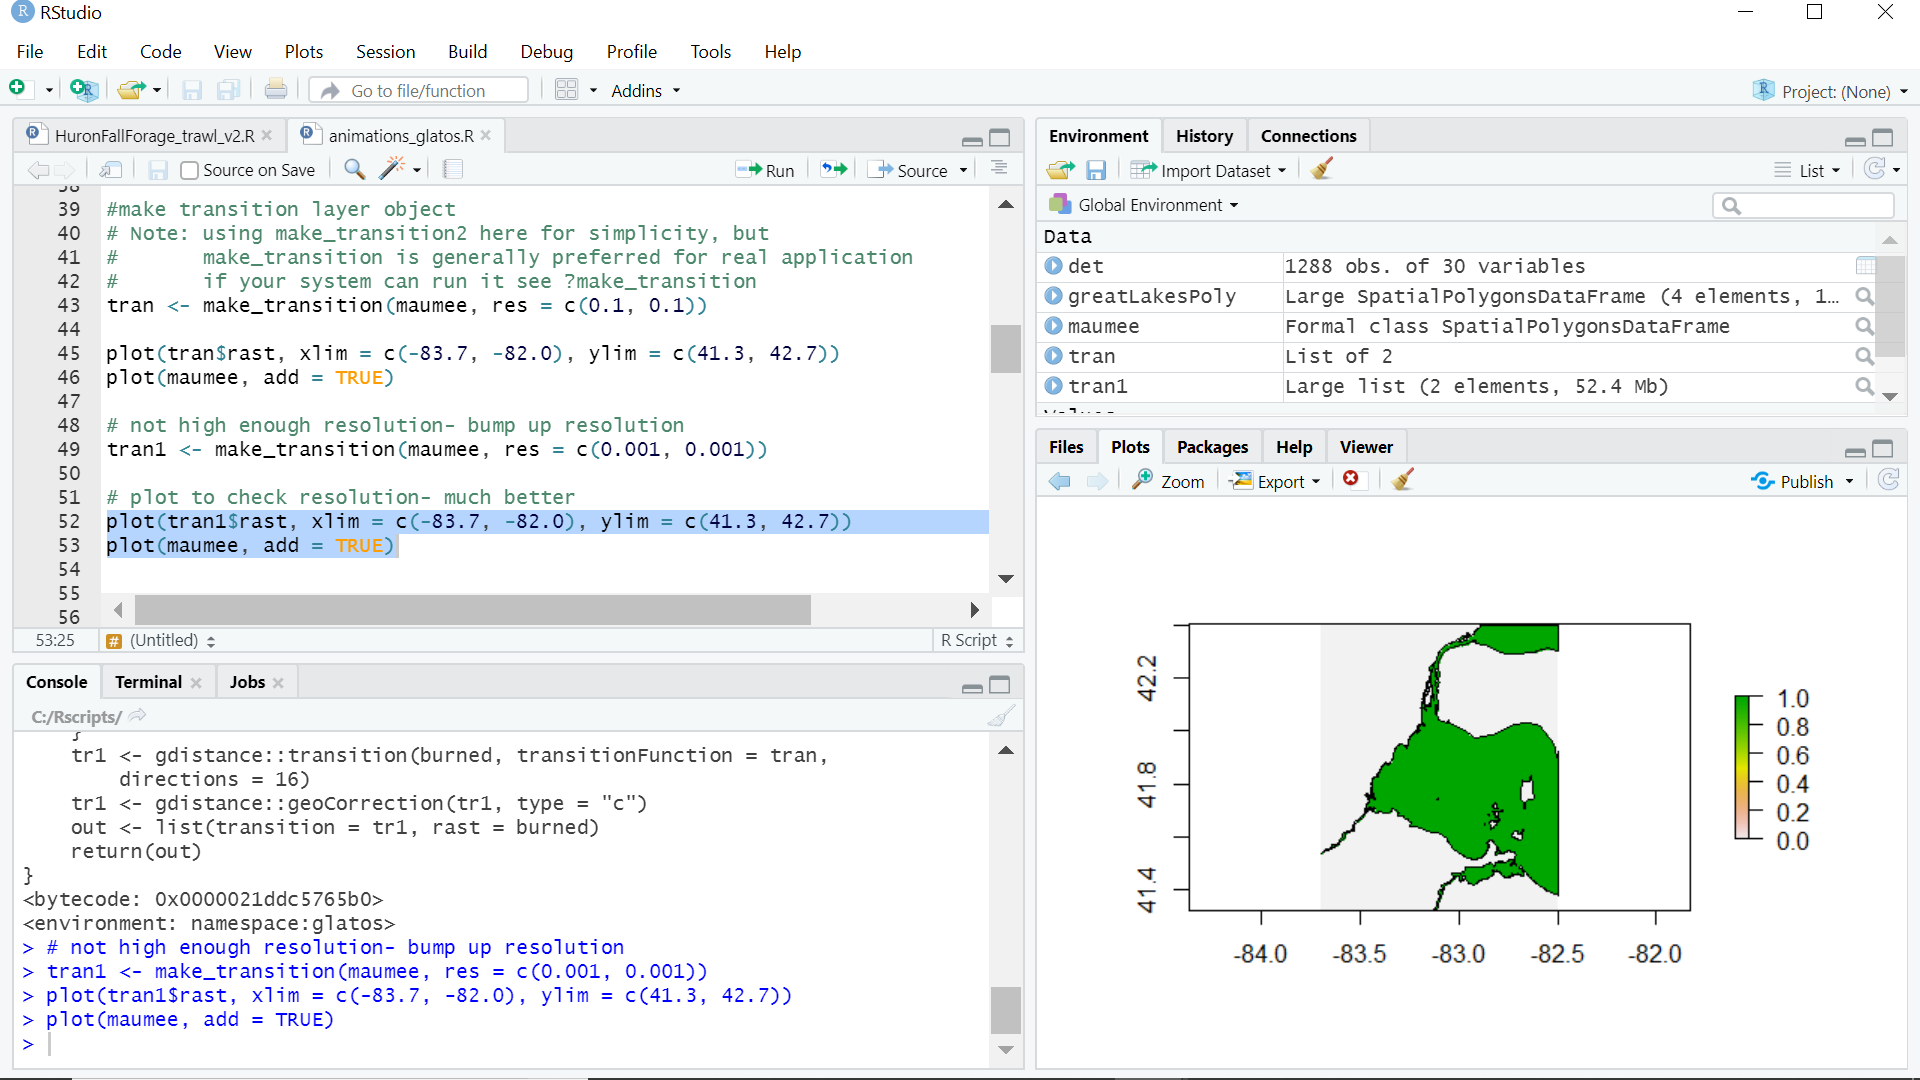 RStudio
File Edit Code View Plots Session Build Debug Profile Tools Help
Go to file/function Addins Project: (None)
HuronFallForage_trawl_v2.R animations_glatos.R
Source on Save Run Source
38
39 #make transition layer object
40 # Note: using make_transition2 here for simplicity, but
41 #       make_transition is generally preferred for real application
42 #       if your system can run it see ?make_transition
43 tran <- make_transition(maumee, res = c(0.1, 0.1))
44
45 plot(tran$rast, xlim = c(-83.7, -82.0), ylim = c(41.3, 42.7))
46 plot(maumee, add = TRUE)
47
48 # not high enough resolution- bump up resolution
49 tran1 <- make_transition(maumee, res = c(0.001, 0.001))
50
51 # plot to check resolution- much better
52 plot(tran1$rast, xlim = c(-83.7, -82.0), ylim = c(41.3, 42.7))
53 plot(maumee, add = TRUE)
54
55
56
53:25 # (Untitled) R Script
Console Terminal Jobs
C:/Rscripts/
}
tr1 <- gdistance::transition(burned, transitionFunction = tran,
directions = 16)
tr1 <- gdistance::geoCorrection(tr1, type = "c")
out <- list(transition = tr1, rast = burned)
return(out)
}
<bytecode: 0x0000021ddc5765b0>
<environment: namespace:glatos>
> # not high enough resolution- bump up resolution
> tran1 <- make_transition(maumee, res = c(0.001, 0.001))
> plot(tran1$rast, xlim = c(-83.7, -82.0), ylim = c(41.3, 42.7))
> plot(maumee, add = TRUE)
>
Environment History Connections
Import Dataset List
Global Environment
Data
det 1288 obs. of 30 variables
greatLakesPoly Large SpatialPolygonsDataFrame (4 elements, 1…
maumee Formal class SpatialPolygonsDataFrame
tran List of 2
tran1 Large list (2 elements, 52.4 Mb)
Values
Files Plots Packages Help Viewer
Zoom Export Publish
42.2
41.8
41.4
-84.0 -83.5 -83.0 -82.5 -82.0
1.0
0.8
0.6
0.4
0.2
0.0